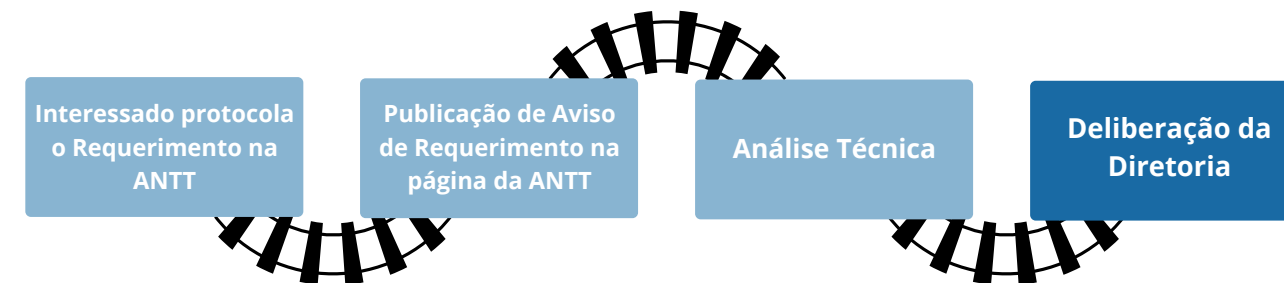 Interessado protocola
o Requerimento na
ANTT
Publicação de Aviso
de Requerimento na
página da ANTT
Análise Técnica
Deliberação da
Diretoria